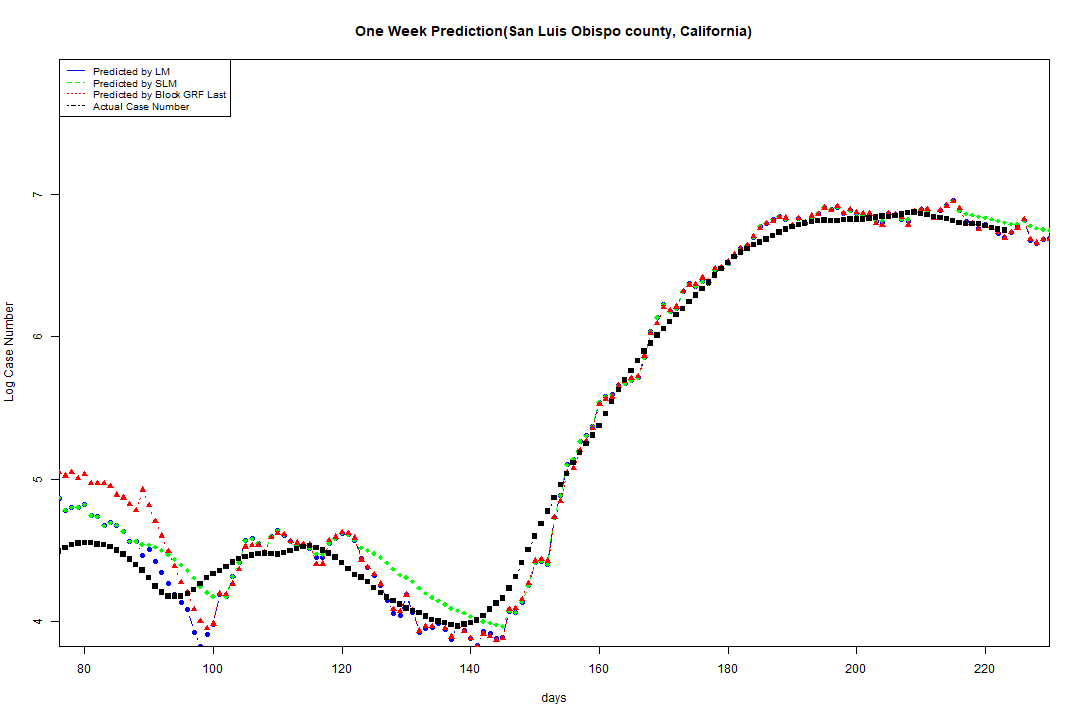 One Week Prediction(San Luis Obispo county, California)
Predicted by LM
Predicted by SLM
Predicted by Block GRF Last
Actual Case Number
7
6
5
4
Log Case Number
80 100 120 140 160 180 200 220
days